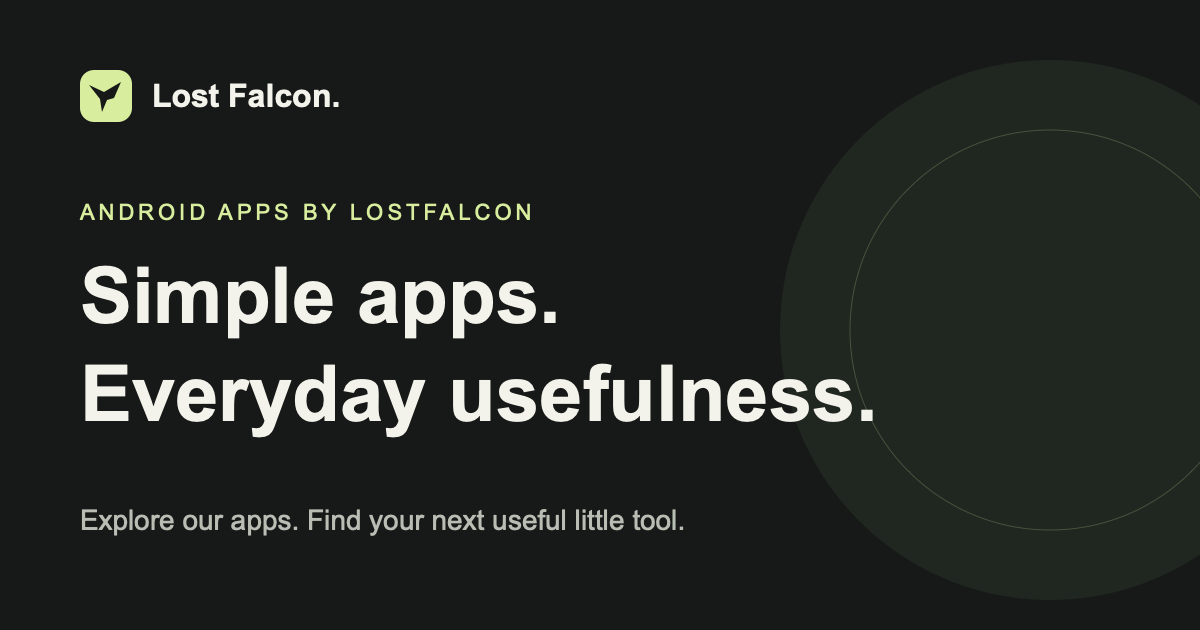 Lost Falcon.
ANDROID APPS BY LOSTFALCON
Simple apps.
Everyday usefulness.
Explore our apps. Find your next useful little tool.